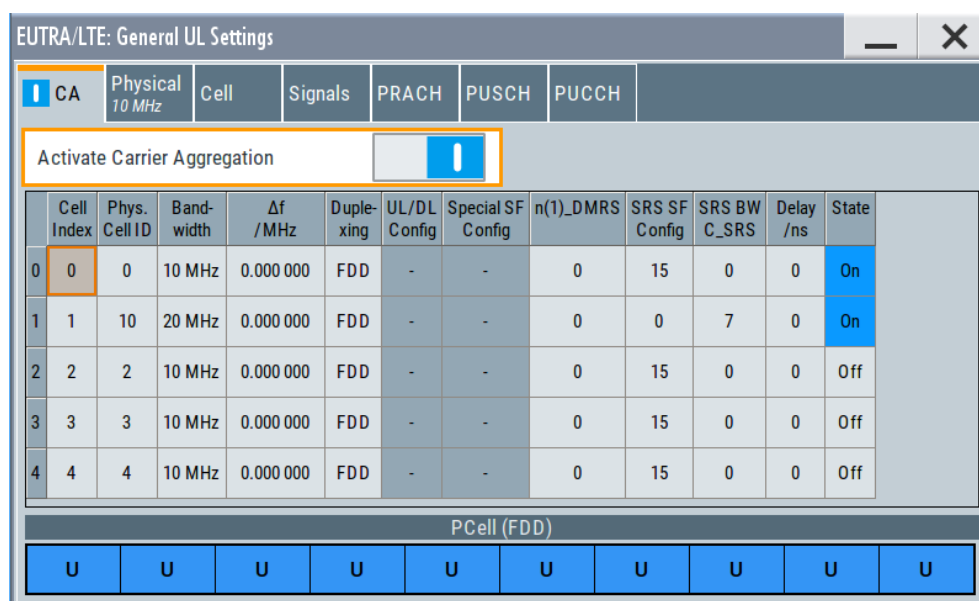 EUTRA/LTE: General UL Settings
CA Physical 10 MHz Cell Signals PRACH PUSCH PUCCH
Activate Carrier Aggregation
Cell Index Phys. Cell ID Band-width Δf /MHz Duple-xing UL/DL Config Special SF Config n(1)_DMRS SRS SF Config SRS BW C_SRS Delay /ns State
0 0 0 10 MHz 0.000 000 FDD - - 0 15 0 0 On
1 1 10 20 MHz 0.000 000 FDD - - 0 0 7 0 On
2 2 2 10 MHz 0.000 000 FDD - - 0 15 0 0 Off
3 3 3 10 MHz 0.000 000 FDD - - 0 15 0 0 Off
4 4 4 10 MHz 0.000 000 FDD - - 0 15 0 0 Off
PCell (FDD)
U U U U U U U U U U